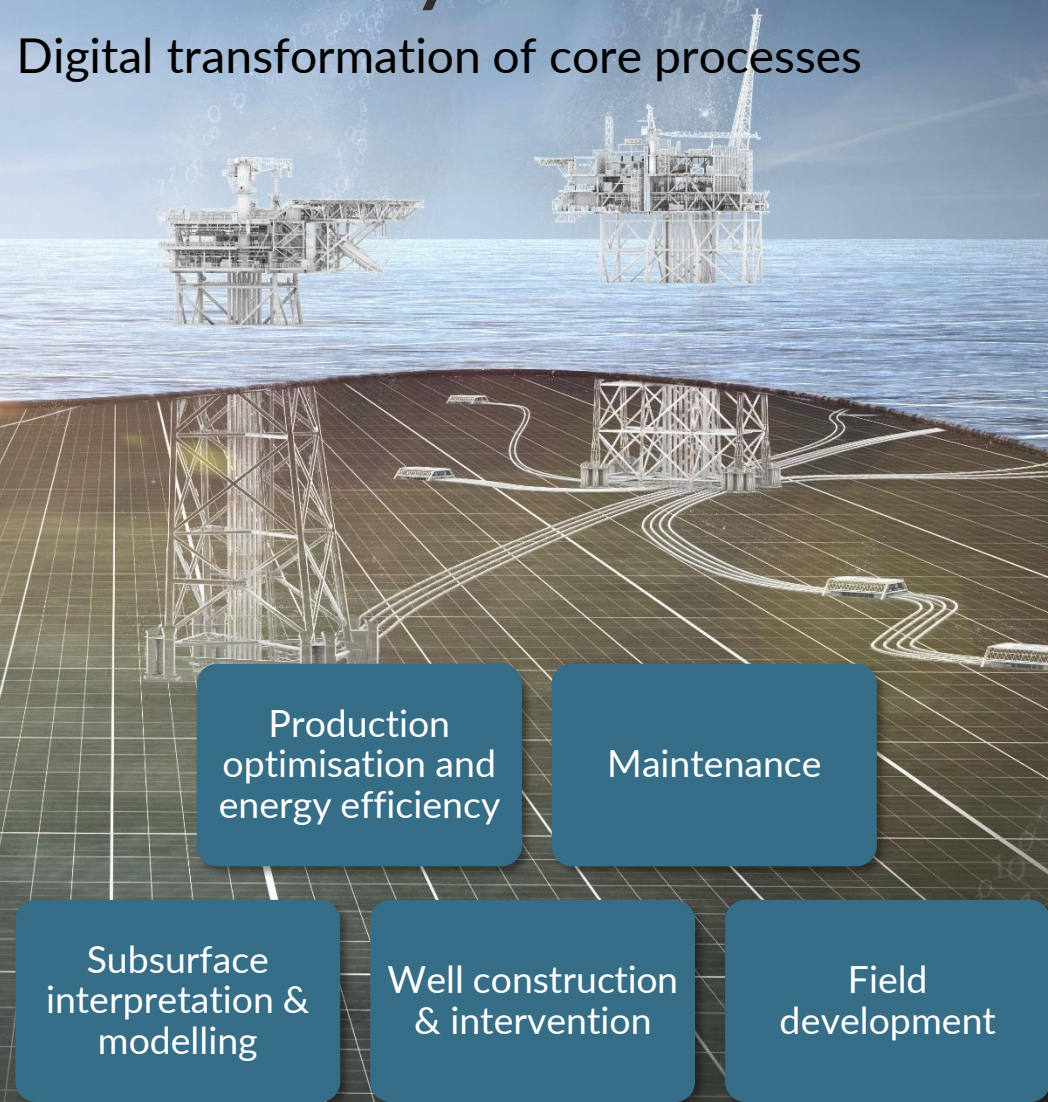 Digital transformation of core processes
Production
optimisation and
energy efficiency
Maintenance
Subsurface
interpretation &
modelling
Well construction
& intervention
Field
development